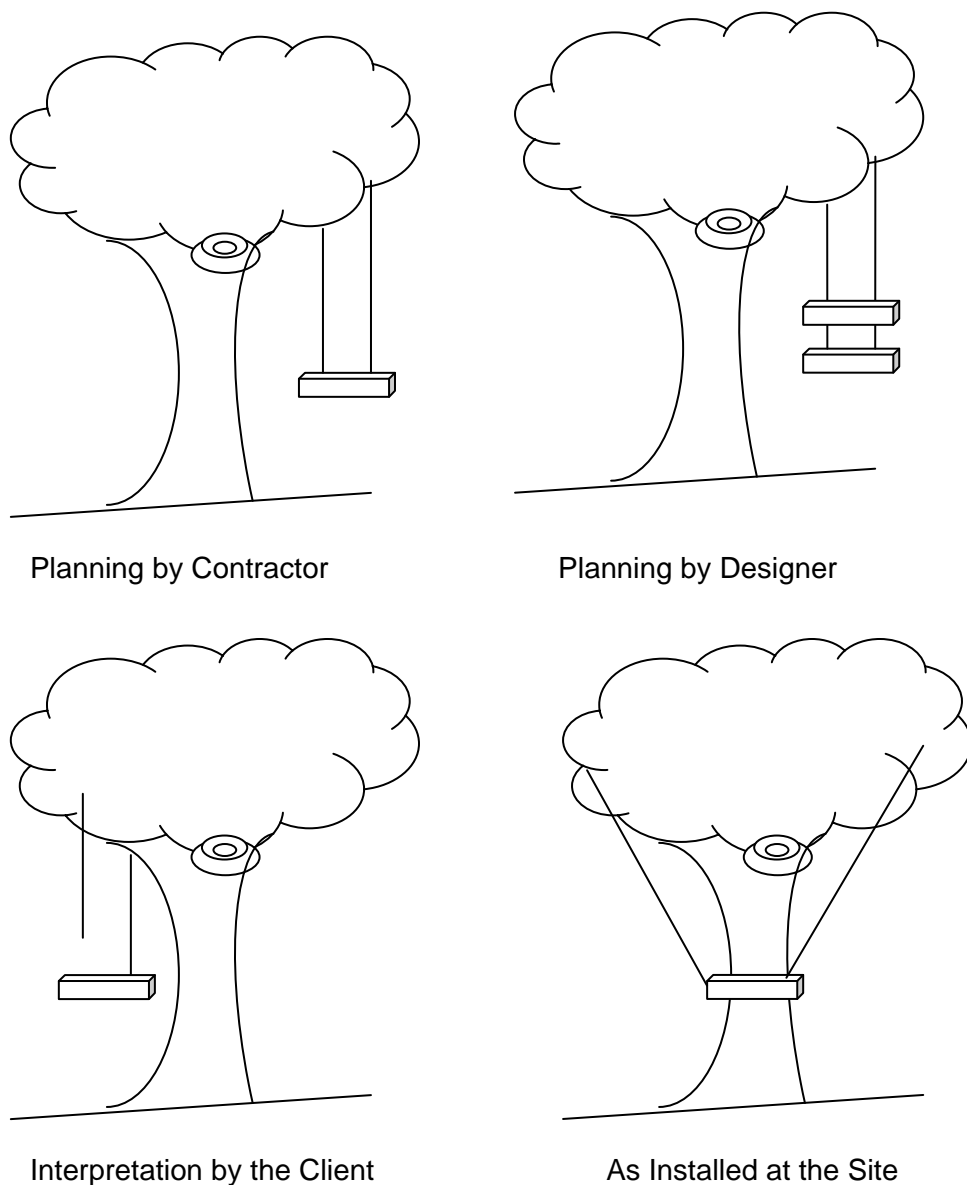 Planning by Contractor
Planning by Designer
Interpretation by the Client
As Installed at the Site